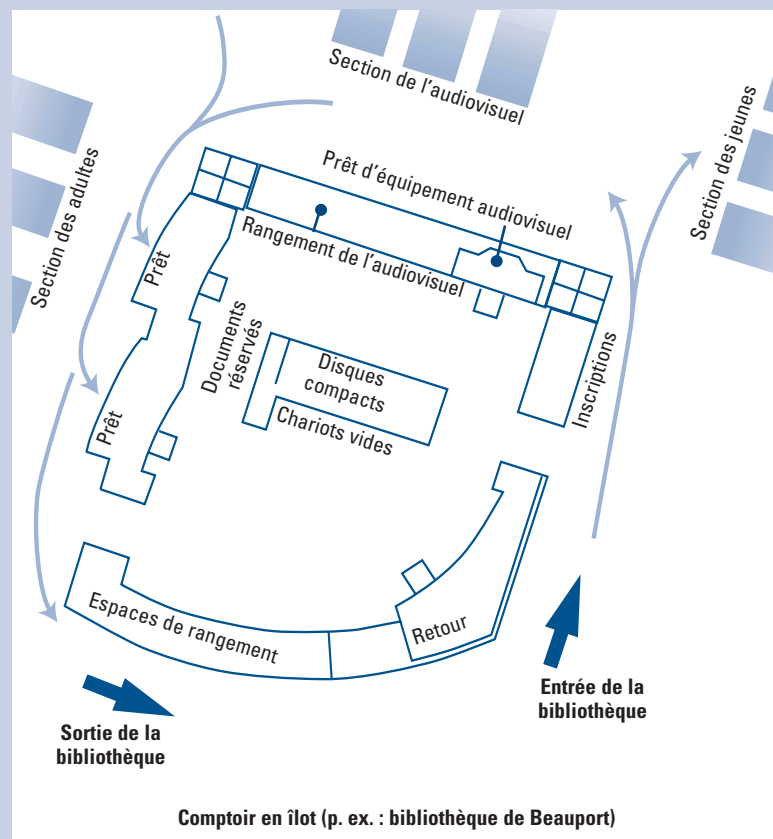 Section de l'audiovisuel
Section des adultes
Section des jeunes
Prêt d'équipement audiovisuel
Rangement de l'audiovisuel
Prêt
Documents
réservés
Disques
compacts
Chariots vides
Inscriptions
Prêt
Espaces de rangement
Retour
Entrée de la
bibliothèque
Sortie de la
bibliothèque
Comptoir en îlot (p. ex. : bibliothèque de Beauport)